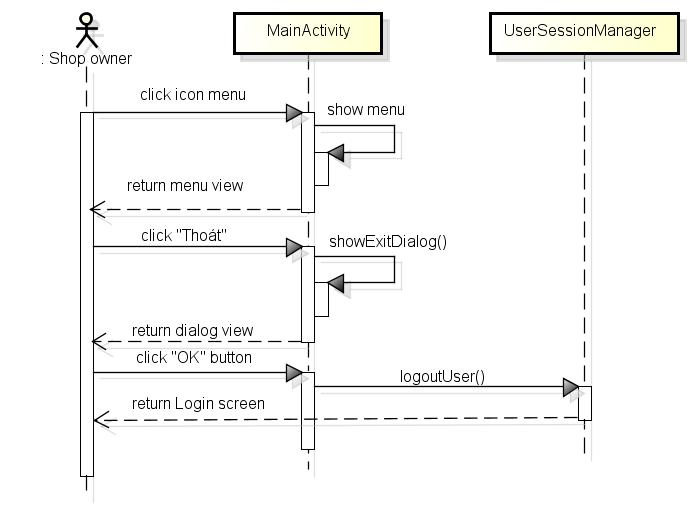 : Shop owner
MainActivity
UserSessionManager
click icon menu
show menu
return menu view
click "Thoát"
showExitDialog()
return dialog view
click "OK" button
logoutUser()
return Login screen